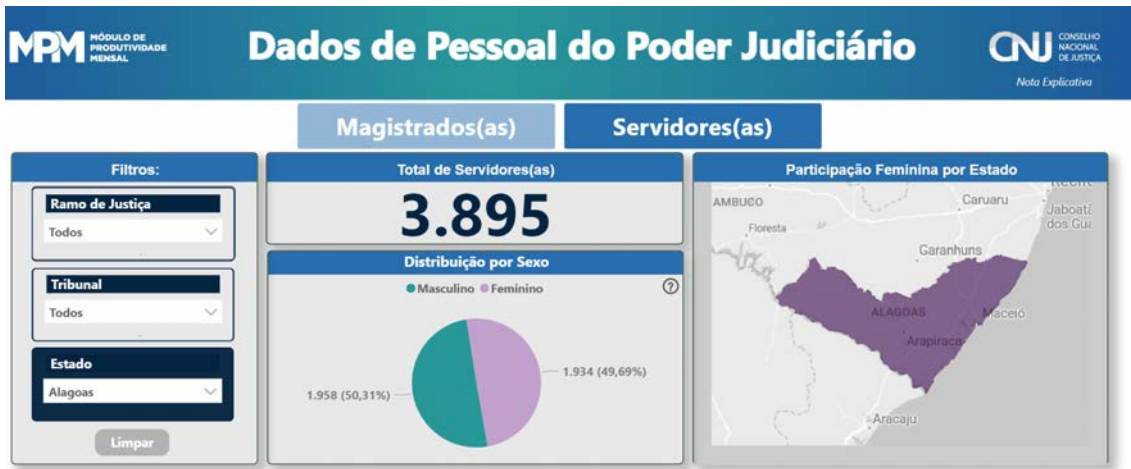 MPM MÓDULO DE
PRODUTIVIDADE
MENSAL
Dados de Pessoal do Poder Judiciário
CNJ CONSELHO
NACIONAL
DE JUSTIÇA
Nota Explicativa
Magistrados(as)
Servidores(as)
Filtros:
Ramo de Justiça
Todos
Tribunal
Todos
Estado
Alagoas
Limpar
Total de Servidores(as)
3.895
Distribuição por Sexo
Masculino Feminino
?
1.934 (49,69%)
1.958 (50,31%)
Participação Feminina por Estado
AMBUCO
Caruaru
Jaboatã
dos Gua
Floresta
Garanhuns
ALAGOAS
Maceió
Arapiraca
Aracaju